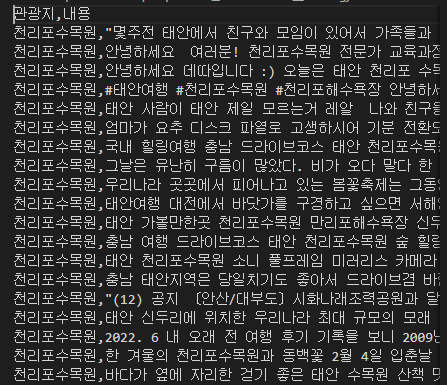 관광지,내용
천리포수목원,"몇주전 태안에서 친구와 모임이 있어서 가족들과
천리포수목원,안녕하세요  여러분! 천리포수목원 전문가 교육과정
천리포수목원,안녕하세요 데따입니다 :) 오늘은 태안 천리포 수목
천리포수목원,#태안여행 #천리포수목원 #천리포해수욕장 안녕하세
천리포수목원,태안 사람이 태안 제일 모르는거 레알  나와 친구들
천리포수목원,엄마가 요추 디스크 파열로 고생하시어 기분 전환도
천리포수목원,국내 힐링여행 충남 드라이브코스 태안 천리포수목원
천리포수목원,그날은 유난히 구름이 많았다. 비가 오다 말다 한
천리포수목원,우리나라 곳곳에서 피어나고 있는 봄꽃축제는 그동안
천리포수목원,태안여행 대전에서 바닷가를 구경하고 싶으면 서해안
천리포수목원,태안 가볼만한곳 천리포수목원 만리포해수욕장 신두
천리포수목원,충남 여행 드라이브코스 태안 천리포수목원 숲 힐링
천리포수목원,태안 천리포수목원 소니 풀프레임 미러리스 카메라
천리포수목원,충남 태안지역은 당일치기도 좋아서 드라이브겸 바
천리포수목원,"(12) 공지  [안산/대부도] 시화나래조력공원과 달
천리포수목원,태안 신두리에 위치한 우리나라 최대 규모의 모래
천리포수목원,2022. 6 내 오래 전 여행 후기 기록을 보니 2009년
천리포수목원,한 겨울의 천리포수목원과 동백꽃 2월 4일 입춘날
천리포수목원,바다가 옆에 자리한 걷기 좋은 태안 수목원 산책